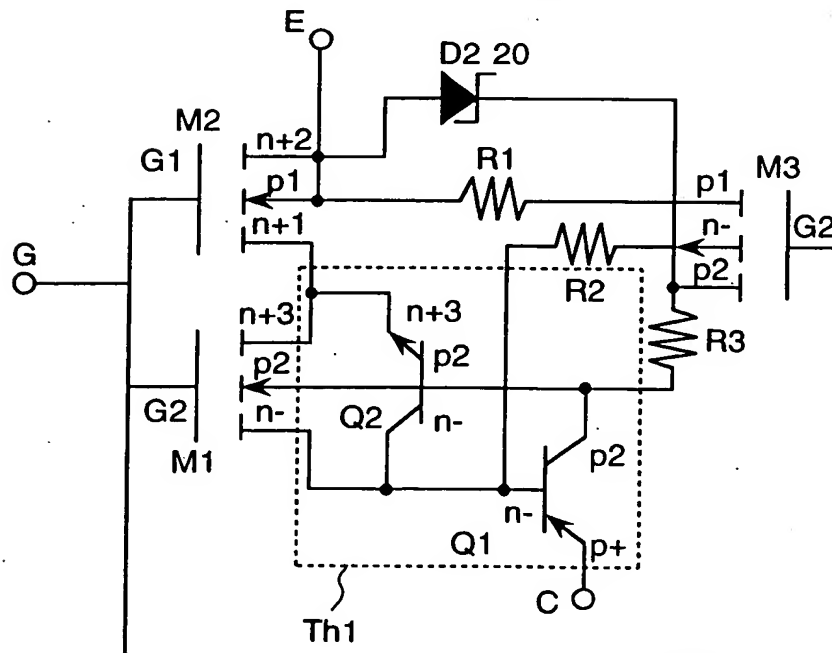 E
D2 20
M2
n+2
G1
R1
M3
p1
p1
n+1
n-
G2
G
R2
p2
n+3
n+3
p2
p2
R3
G2
Q2
n-
n-
M1
p2
n-
Q1
p+
C
Th1